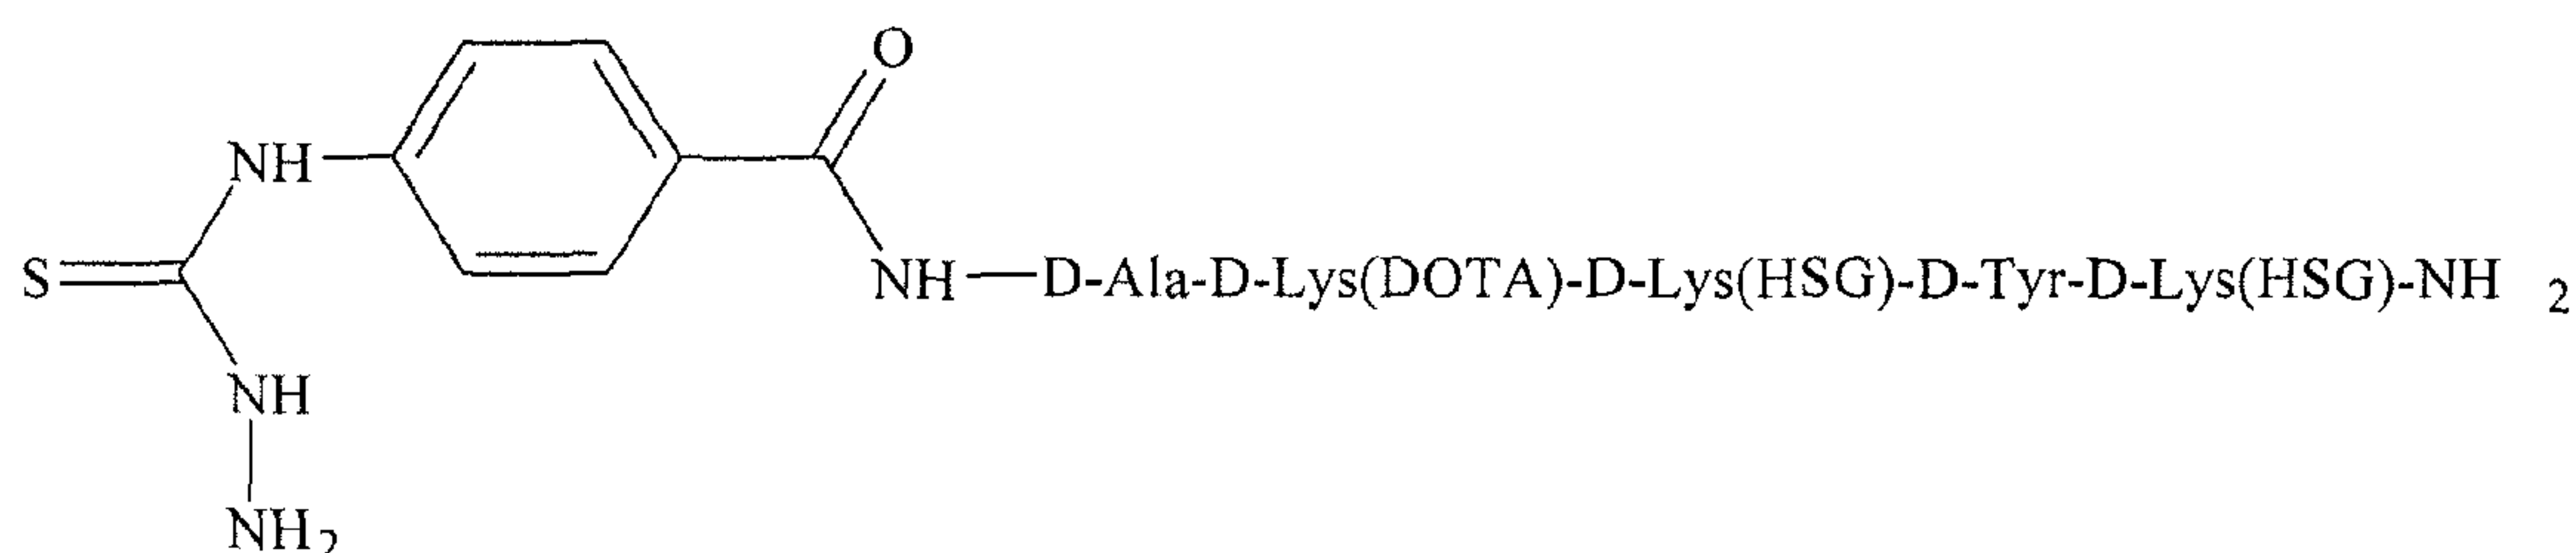 O
NH
S
NH—D-Ala-D-Lys(DOTA)-D-Lys(HSG)-D-Tyr-D-Lys(HSG)-NH 2
NH
NH2